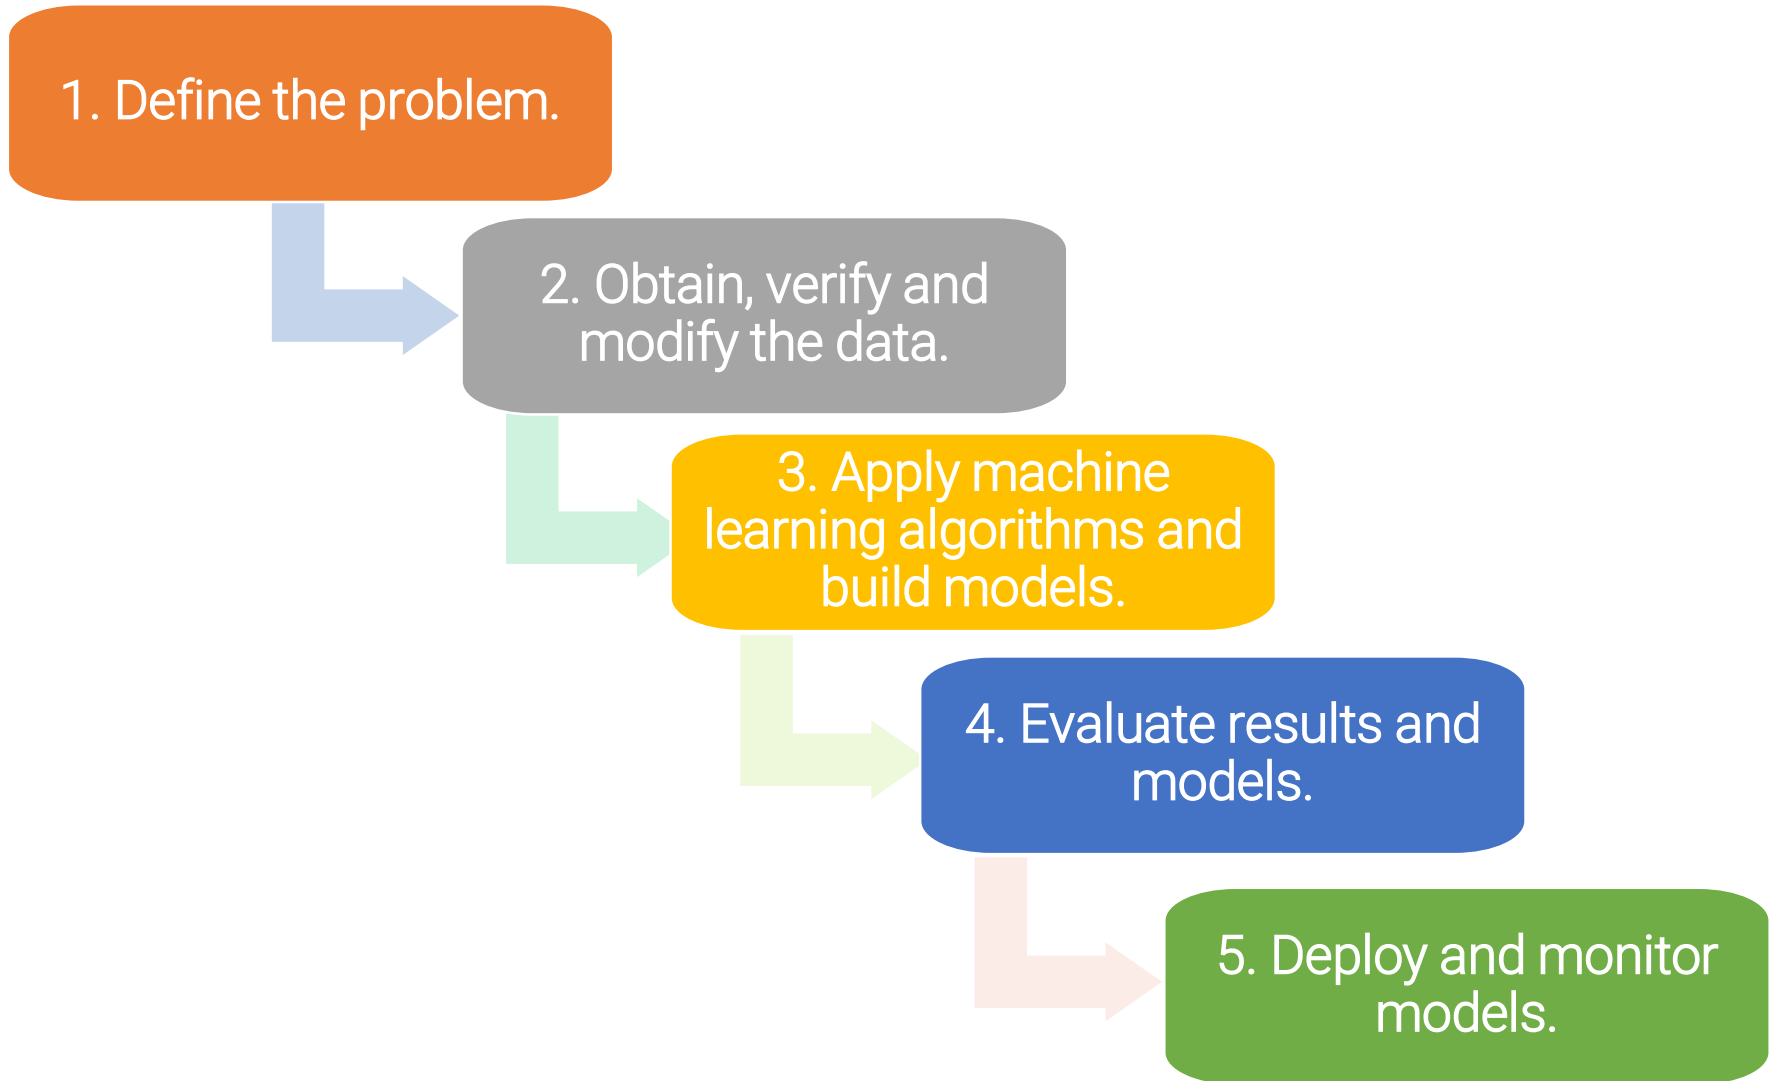 1. Define the problem.
2. Obtain, verify and
modify the data.
3. Apply machine
learning algorithms and
build models.
4. Evaluate results and
models.
5. Deploy and monitor
models.